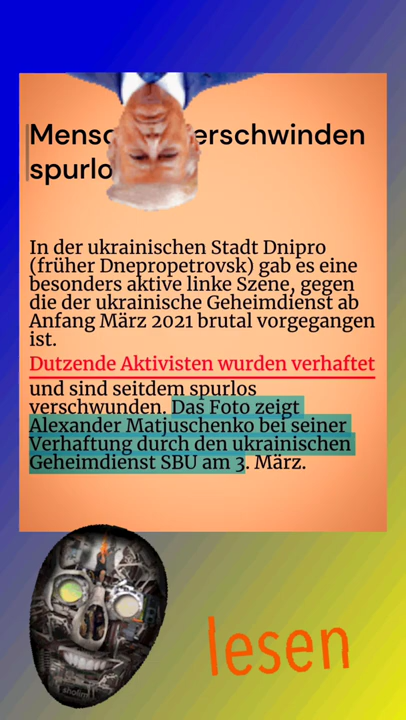 Mensc erschwinden
spurlo
In der ukrainischen Stadt Dnipro
(früher Dnepropetrovsk) gab es eine
besonders aktive linke Szene, gegen
die der ukrainische Geheimdienst ab
Anfang März 2021 brutal vorgegangen
ist.
Dutzende Aktivisten wurden verhaftet
und sind seitdem spurlos
verschwunden. Das Foto zeigt
Alexander Matjuschenko bei seiner
Verhaftung durch den ukrainischen
Geheimdienst SBU am 3. März.
sholim
lesen